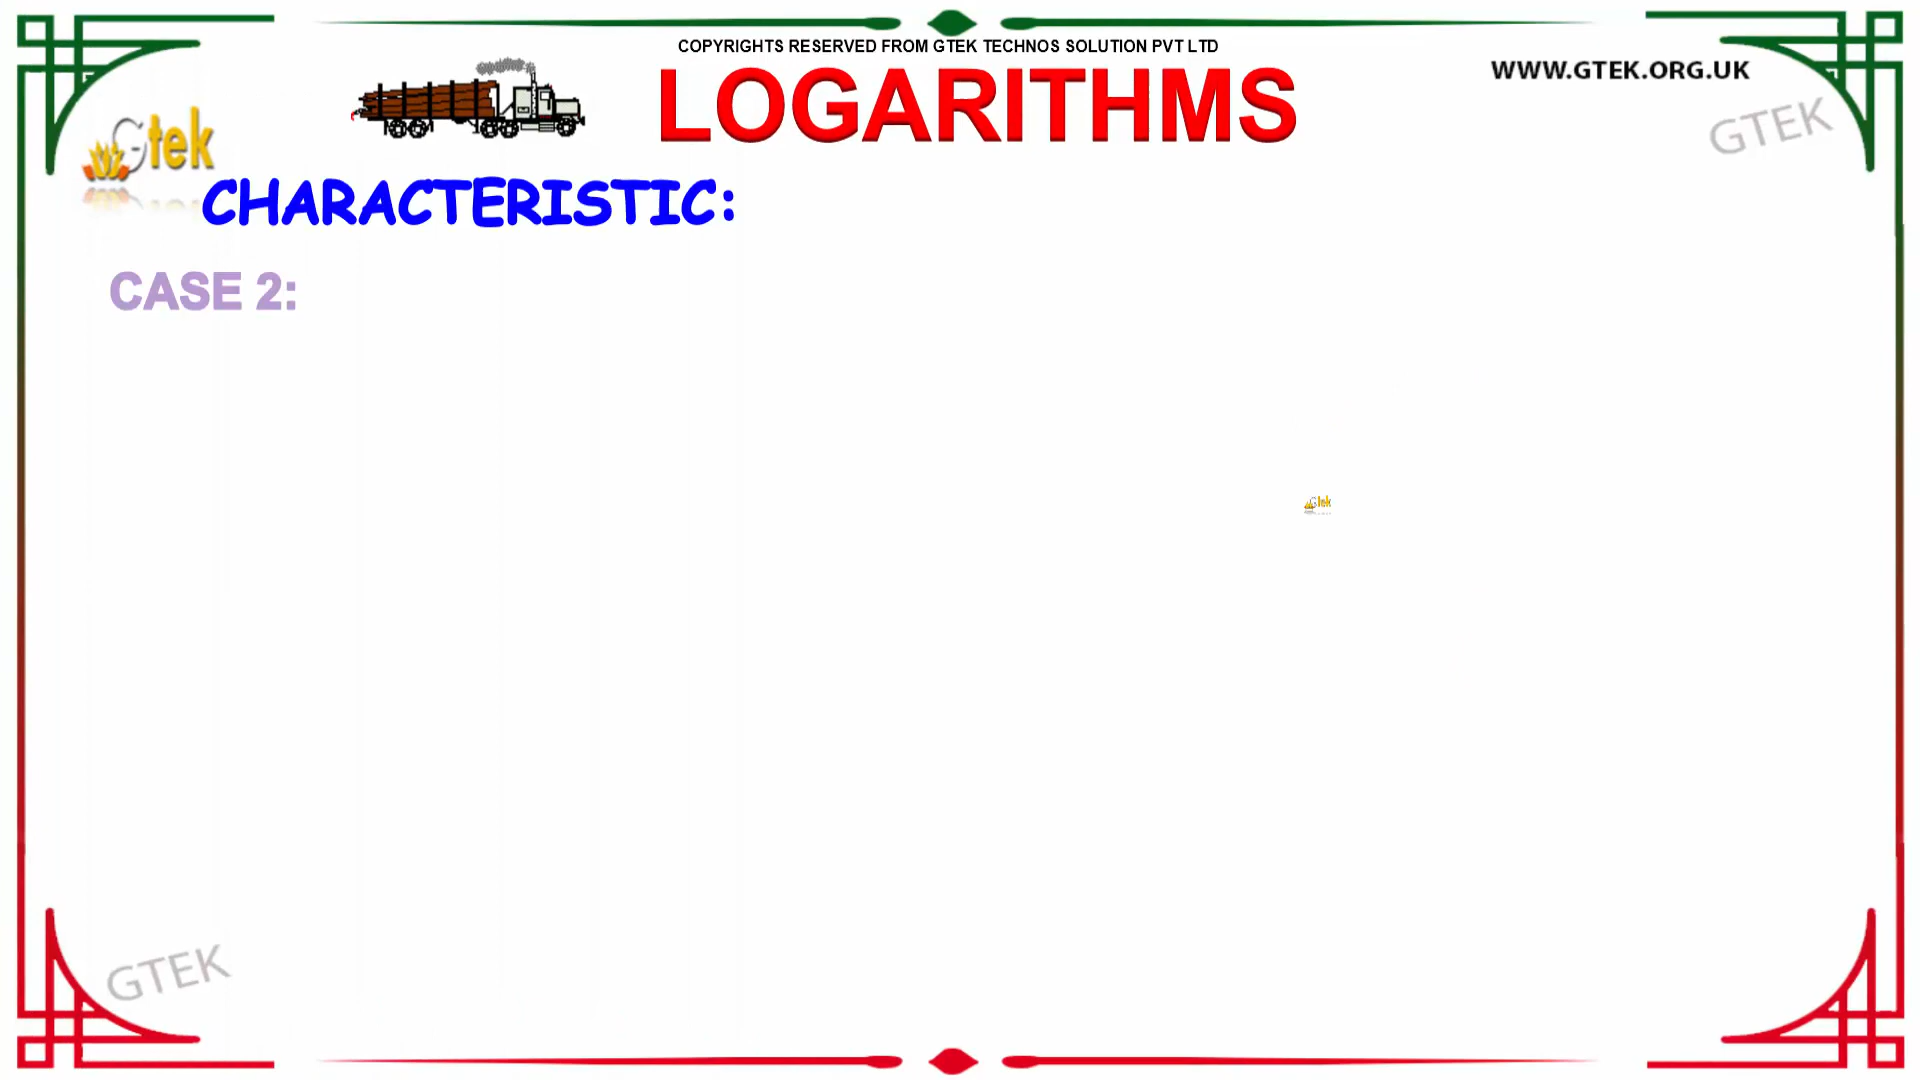 COPYRIGHTS RESERVED FROM GTEK TECHNOS SOLUTION PVT LTD
WWW.GTEK.ORG.UK
LOGARITHMS
GTEK
Gtek
CHARACTERISTIC:
CASE 2:
Gtek
GTEK